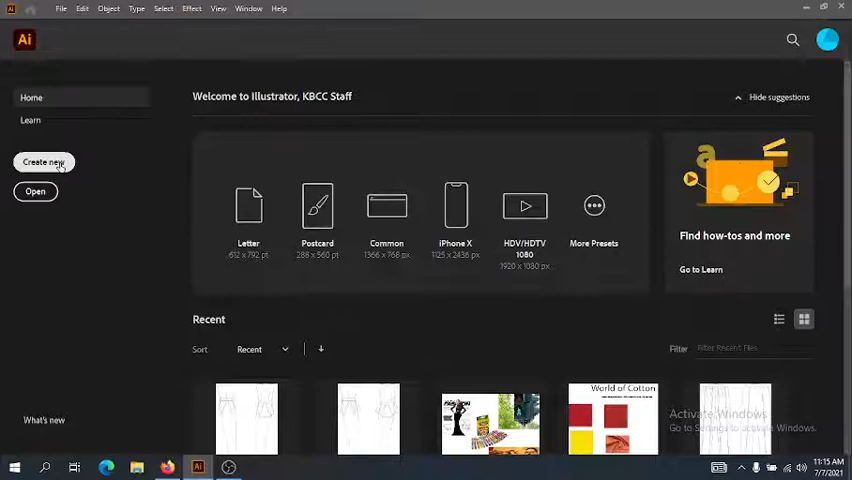 Ai File Edit Object Type Select Effect View Window Help
Ai
Home
Learn
Create new
Open
What's new
Welcome to Illustrator, KBCC Staff
Hide suggestions
Letter
612 x 792 pt
Postcard
288 x 560 pt
Common
1366 x 768 px
iPhone X
1125 x 2436 px
HDV/HDTV
1080
1920 x 1080 px
More Presets
a
Find how-tos and more
Go to Learn
Recent
Sort Recent
Filter Filter Recent Files
World of Cotton
Activate Windows
Go to Settings to activate Windows.
Ai
11:15 AM
7/7/2021